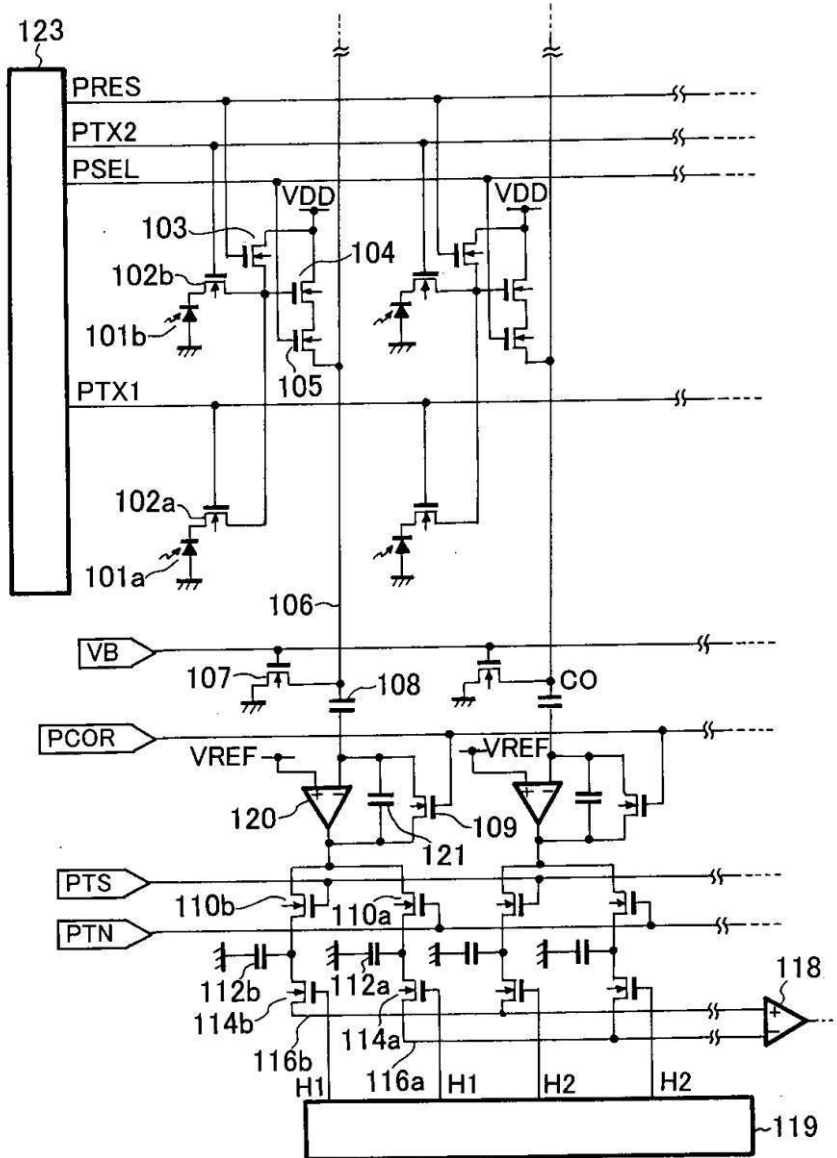 123
PRES
PTX2
PSEL
VDD
VDD
103
104
102b
101b
105
PTX1
102a
101a
106
VB
107
108
CO
PCOR
VREF
VREF
120
121
109
PTS
110b
110a
PTN
112b
112a
118
114b
114a
116b
116a
H1
H1
H2
H2
119